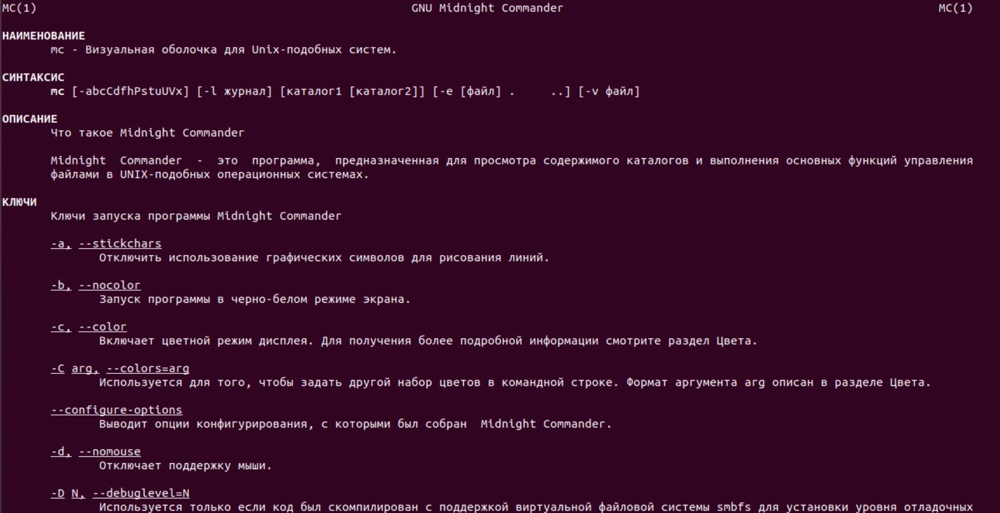 MC(1) GNU Midnight Commander MC(1)
НАИМЕНОВАНИЕ
mc - Визуальная оболочка для Unix-подобных систем.
СИНТАКСИС
mc [-abcCdfhPstuUVx] [-l журнал] [каталог1 [каталог2]] [-e [файл] . ..] [-v файл]
ОПИСАНИЕ
Что такое Midnight Commander
Midnight Commander - это программа, предназначенная для просмотра содержимого каталогов и выполнения основных функций управления
файлами в UNIX-подобных операционных системах.
КЛЮЧИ
Ключи запуска программы Midnight Commander
-a, --stickchars
Отключить использование графических символов для рисования линий.
-b, --nocolor
Запуск программы в черно-белом режиме экрана.
-c, --color
Включает цветной режим дисплея. Для получения более подробной информации смотрите раздел Цвета.
-C arg, --colors=arg
Используется для того, чтобы задать другой набор цветов в командной строке. Формат аргумента arg описан в разделе Цвета.
--configure-options
Выводит опции конфигурирования, с которыми был собран Midnight Commander.
-d, --nomouse
Отключает поддержку мыши.
-D N, --debuglevel=N
Используется только если код был скомпилирован с поддержкой виртуальной файловой системы smbfs для установки уровня отладочных